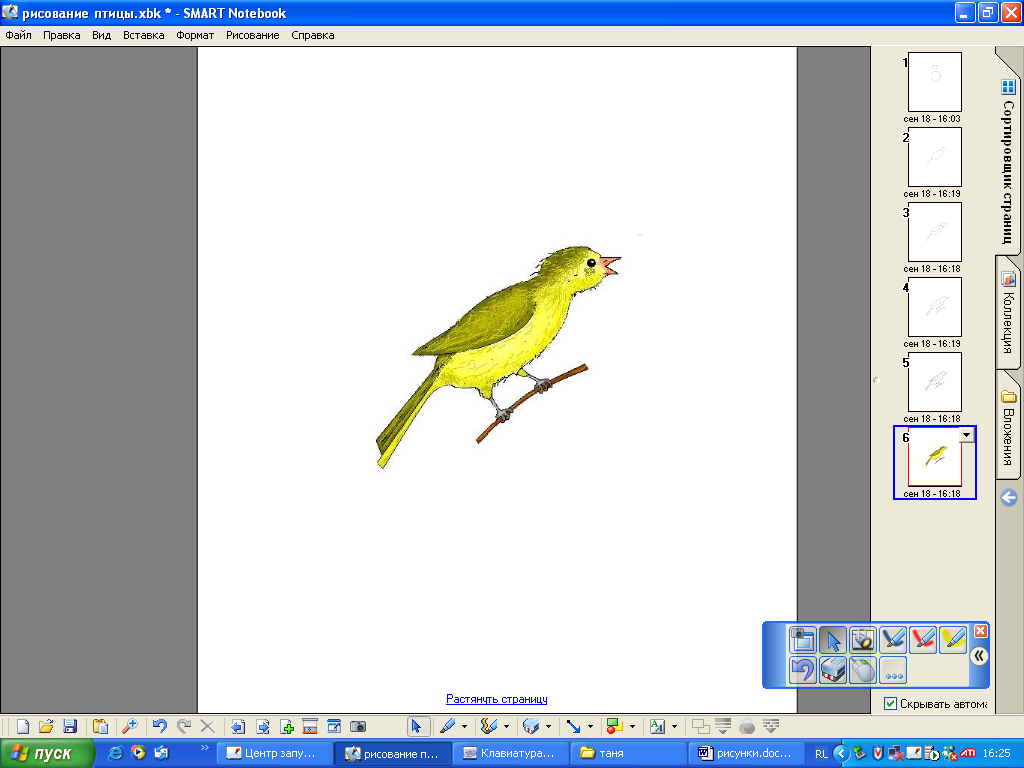 рисование птицы.xbk * - SMART Notebook
Файл Правка Вид Вставка Формат Рисование Справка
1
сен 18 - 16:03
2
сен 18 - 16:19
3
сен 18 - 16:18
4
сен 18 - 16:19
5
сен 18 - 16:18
6
сен 18 - 16:18
Сортировщик страниц
Коллекция
Вложения
Растянуть страницу
Скрывать автома
пуск
Центр запу...
рисование п...
Клавиатура...
таня
рисунки.doc...
RL
16:25